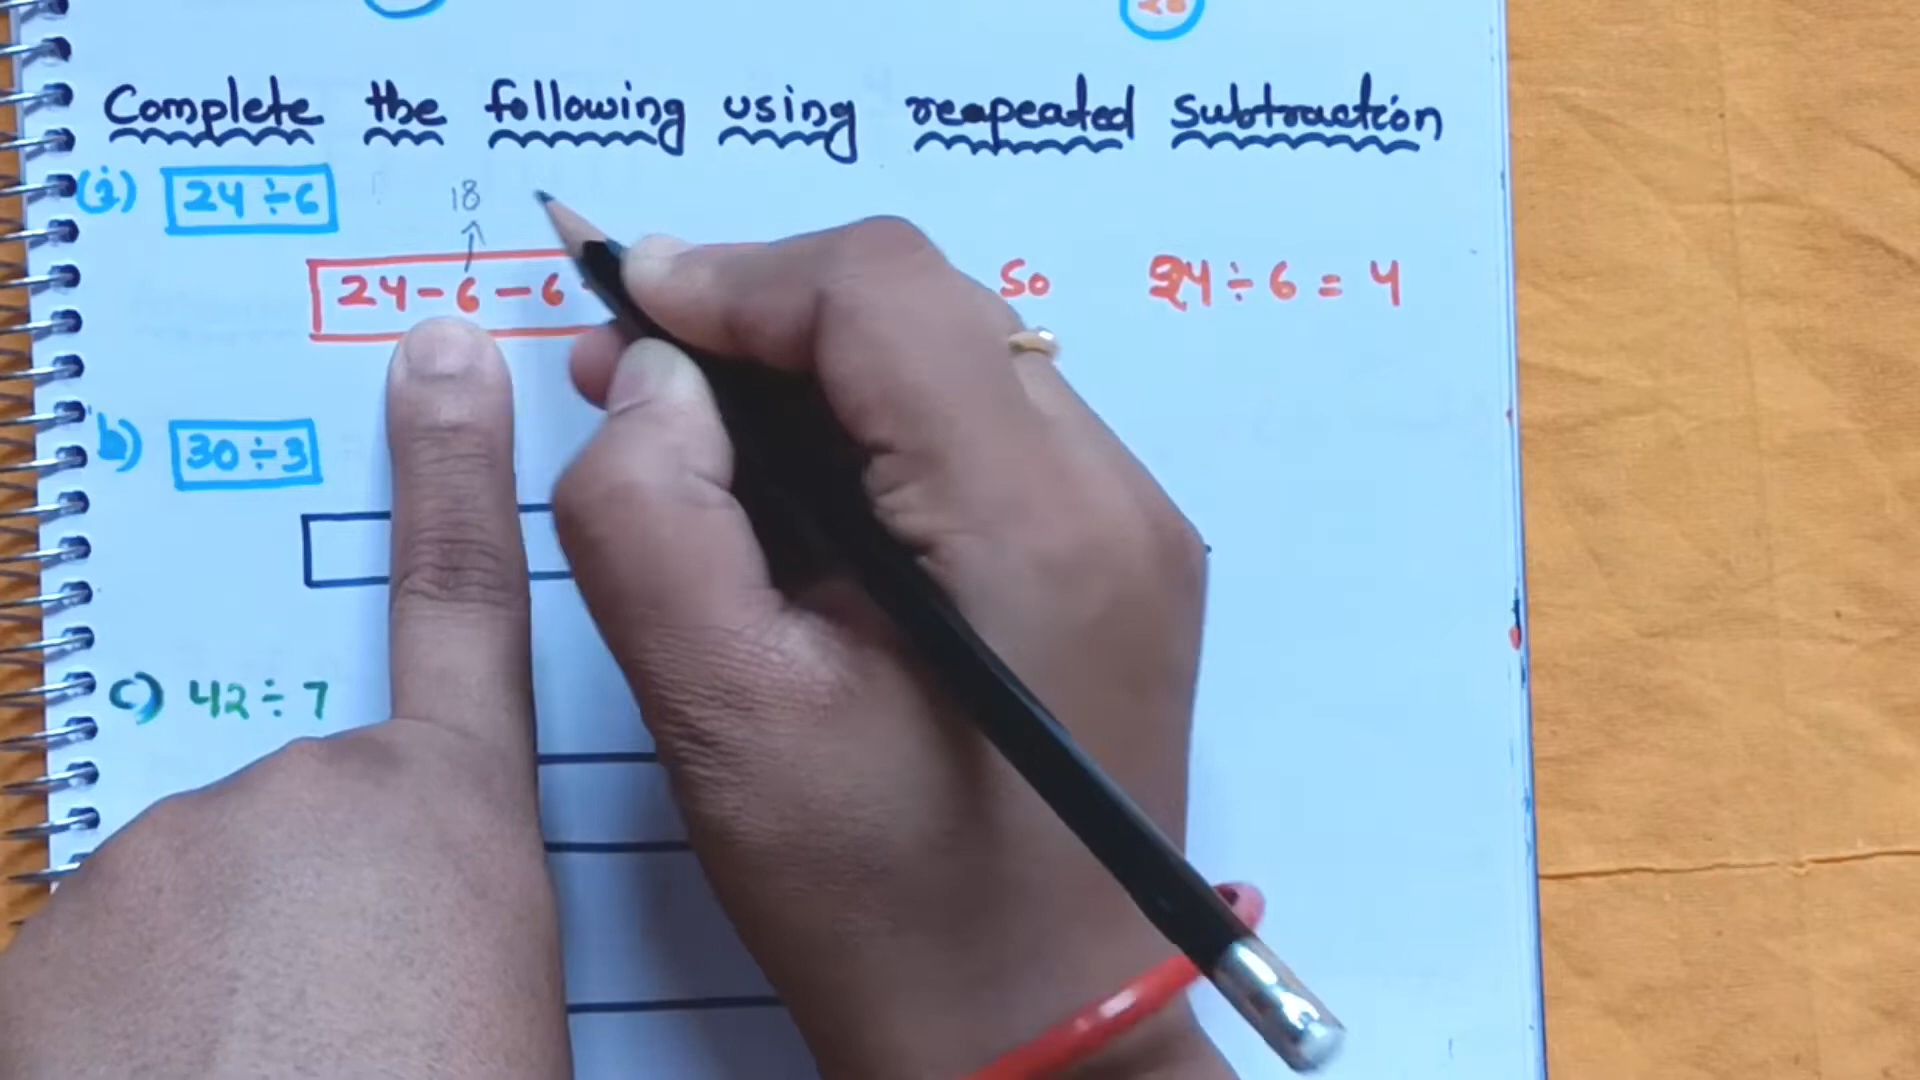 Complete the following using reapeated subtraction
24 ÷ 6
18
24 - 6 - 6
So 24 ÷ 6 = 4
b) 30 ÷ 3
c) 42 ÷ 7